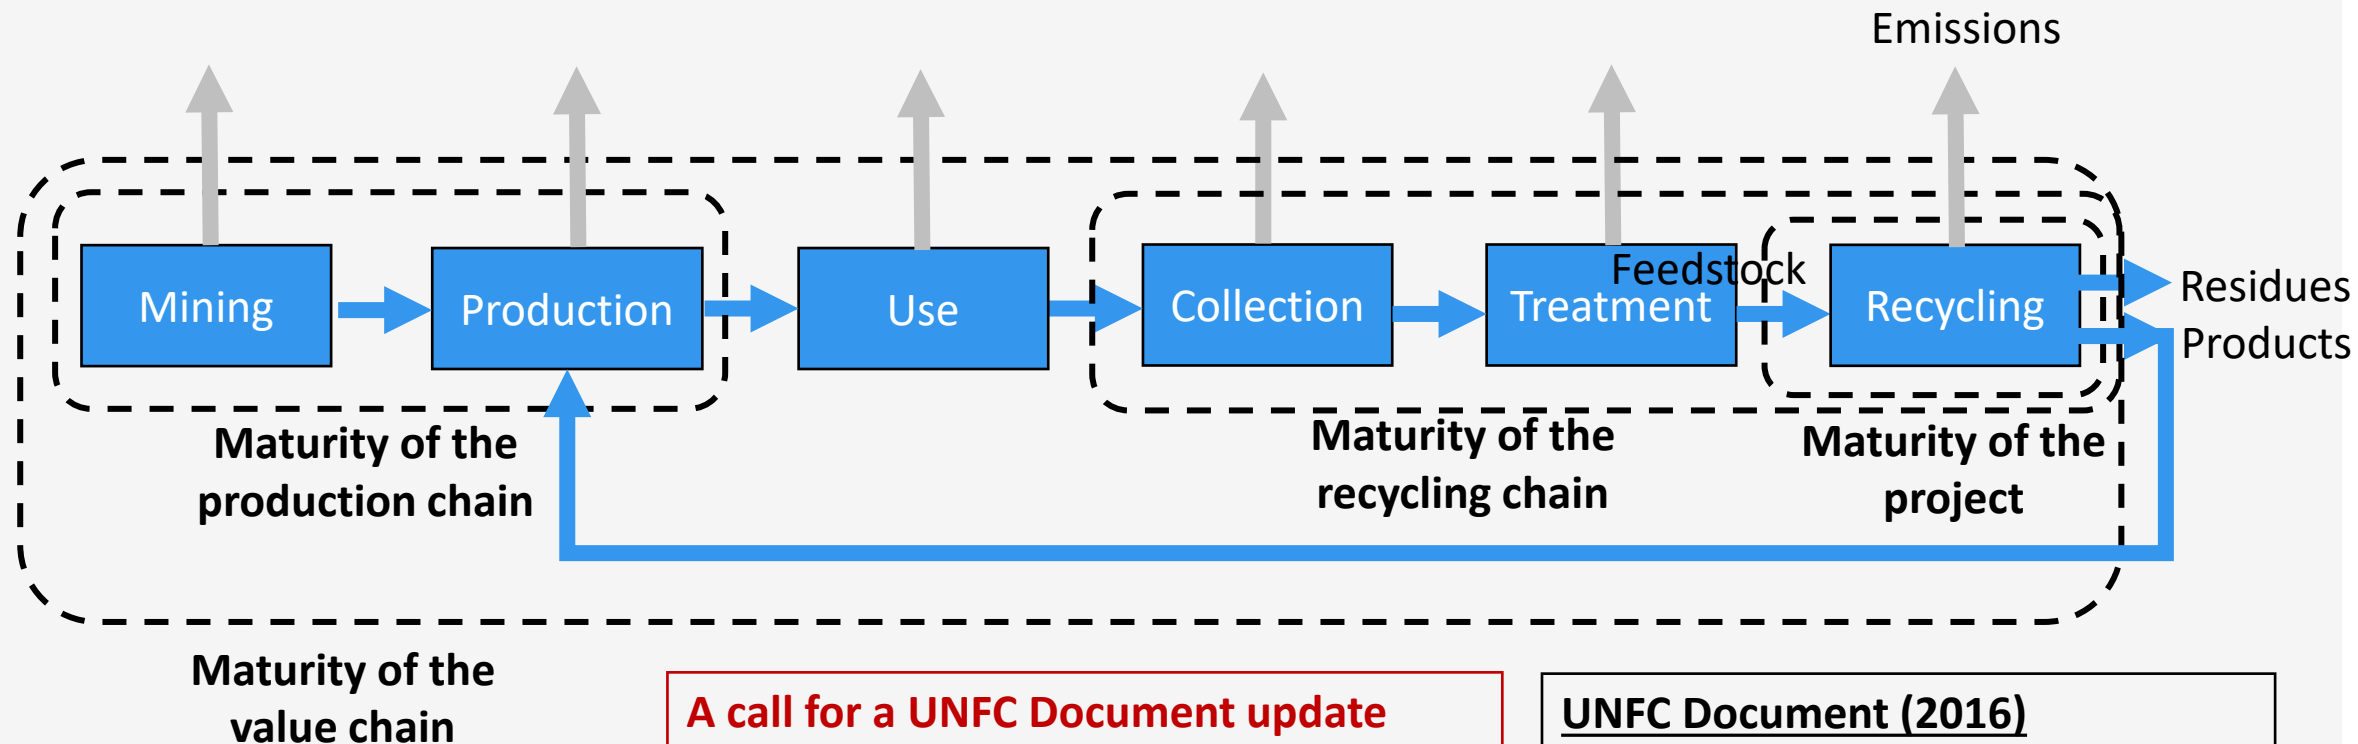 Emissions
Mining
Production
Use
Collection
Feedstock
Treatment
Recycling
Residues
Products
Maturity of the
production chain
Maturity of the
recycling chain
Maturity of the
project
Maturity of the
value chain
A call for a UNFC Document update
UNFC Document (2016)